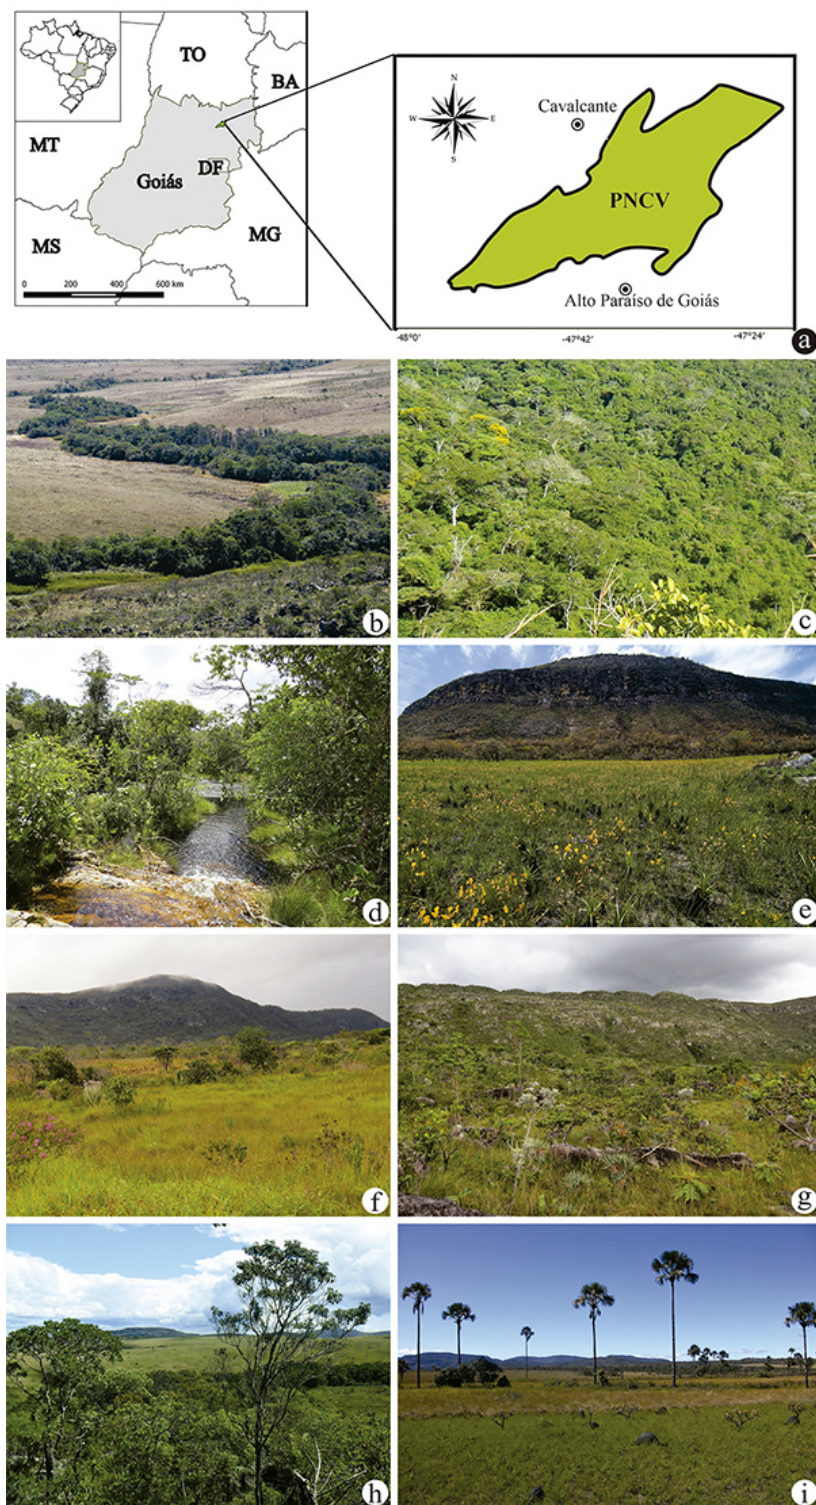 TO
BA
MT
DF
Goiás
MS
MG
0 200 400 600 km
N
W E
S
Cavalcante
PNCV
Alto Paraíso de Goiás
-48°0' -47°42' -47°24'
a
b
c
d
e
f
g
h
i